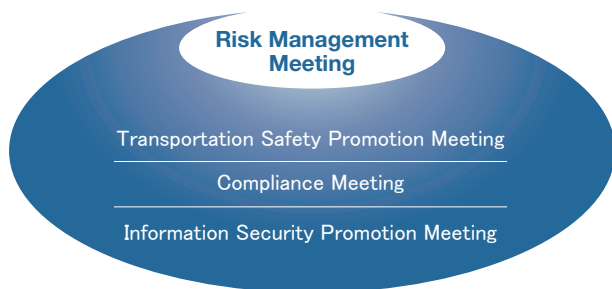 Risk Management
Meeting
Transportation Safety Promotion Meeting
Compliance Meeting
Information Security Promotion Meeting